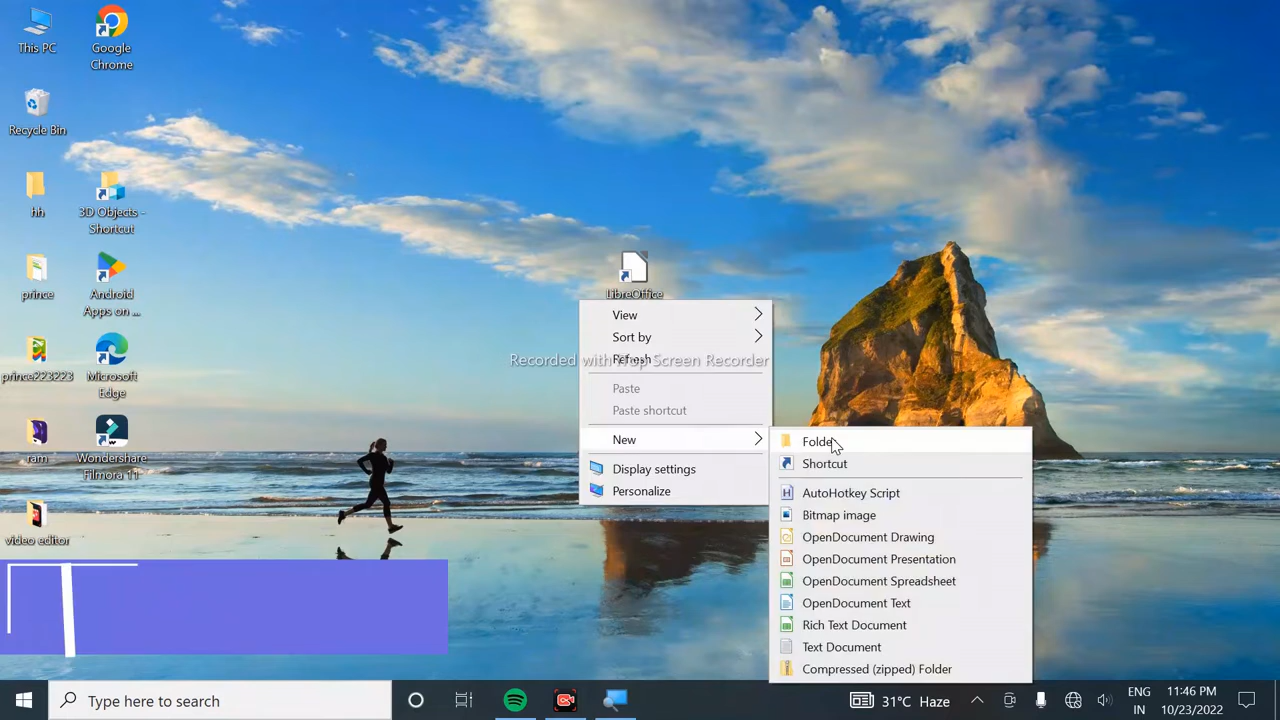 This PC
Google
Chrome
Recycle Bin
hh
3D Objects -
Shortcut
prince
Android
Apps on ...
prince223223
Microsoft
Edge
ram
Wondershare
Filmora 11
video editor
LibreOffice
View
Sort by
Refresh
Recorded with iTop Screen Recorder
Paste
Paste shortcut
New
Display settings
Personalize
Folder
Shortcut
AutoHotkey Script
Bitmap image
OpenDocument Drawing
OpenDocument Presentation
OpenDocument Spreadsheet
OpenDocument Text
Rich Text Document
Text Document
Compressed (zipped) Folder
Type here to search
31°C Haze
ENG
IN
11:46 PM
10/23/2022